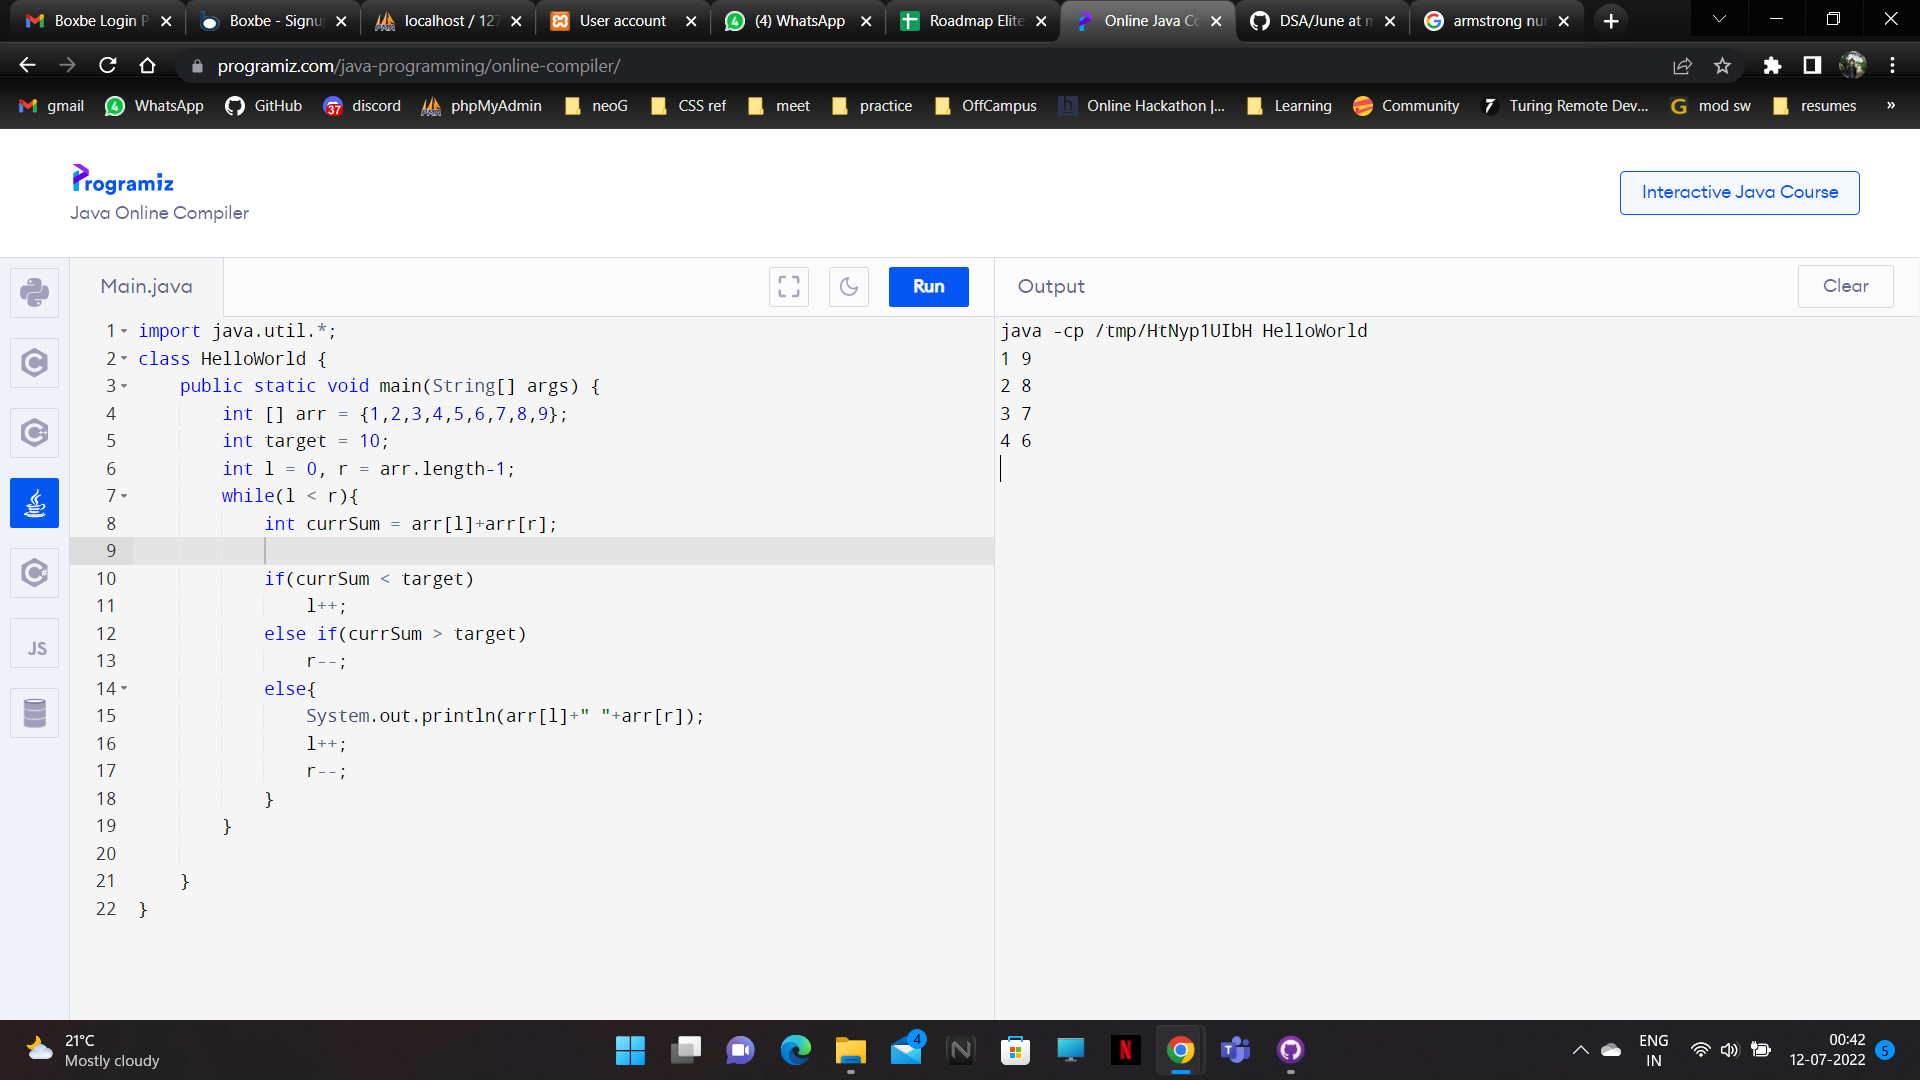 Boxbe Login P
Boxbe - Signu
localhost / 127
User account
(4) WhatsApp
Roadmap Elite
Online Java Co
DSA/June at m
armstrong nu
programiz.com/java-programming/online-compiler/
gmail
WhatsApp
GitHub
37
discord
phpMyAdmin
neoG
CSS ref
meet
practice
OffCampus
Online Hackathon |...
Learning
Community
Turing Remote Dev...
mod sw
resumes
»
Programiz
Java Online Compiler
Interactive Java Course
Main.java
Run
Output
Clear
1 import java.util.*;
2 class HelloWorld {
3 public static void main(String[] args) {
4 int [] arr = {1,2,3,4,5,6,7,8,9};
5 int target = 10;
6 int l = 0, r = arr.length-1;
7 while(l < r){
8 int currSum = arr[l]+arr[r];
9
10 if(currSum < target)
11 l++;
12 else if(currSum > target)
13 r--;
14 else{
15 System.out.println(arr[l]+" "+arr[r]);
16 l++;
17 r--;
18 }
19 }
20
21 }
22 }
java -cp /tmp/HtNyp1UIbH HelloWorld
1 9
2 8
3 7
4 6
JS
21°C
Mostly cloudy
4
ENG
IN
00:42
12-07-2022
5